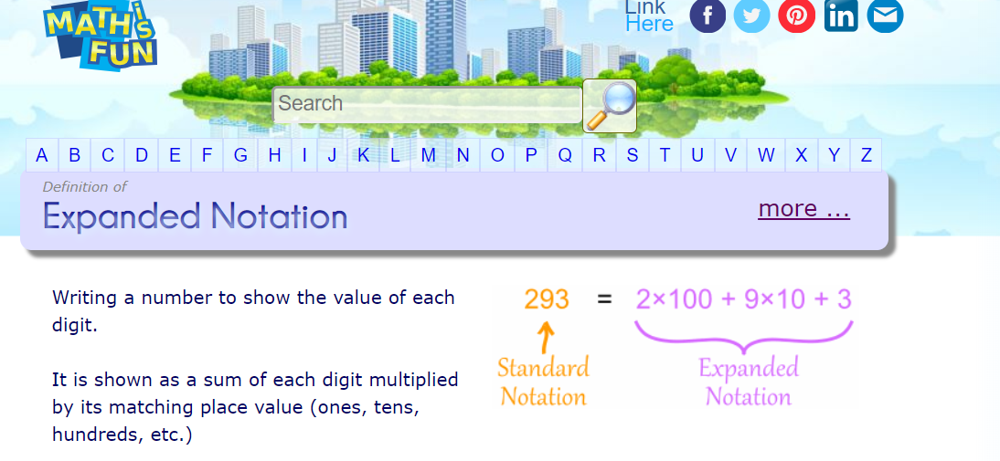 MATH is FUN
Link
Here
Search
A B C D E F G H I J K L M N O P Q R S T U V W X Y Z
Definition of
Expanded Notation
more ...
Writing a number to show the value of each
digit.
It is shown as a sum of each digit multiplied
by its matching place value (ones, tens,
hundreds, etc.)
293 = 2×100 + 9×10 + 3
Standard Expanded
Notation Notation